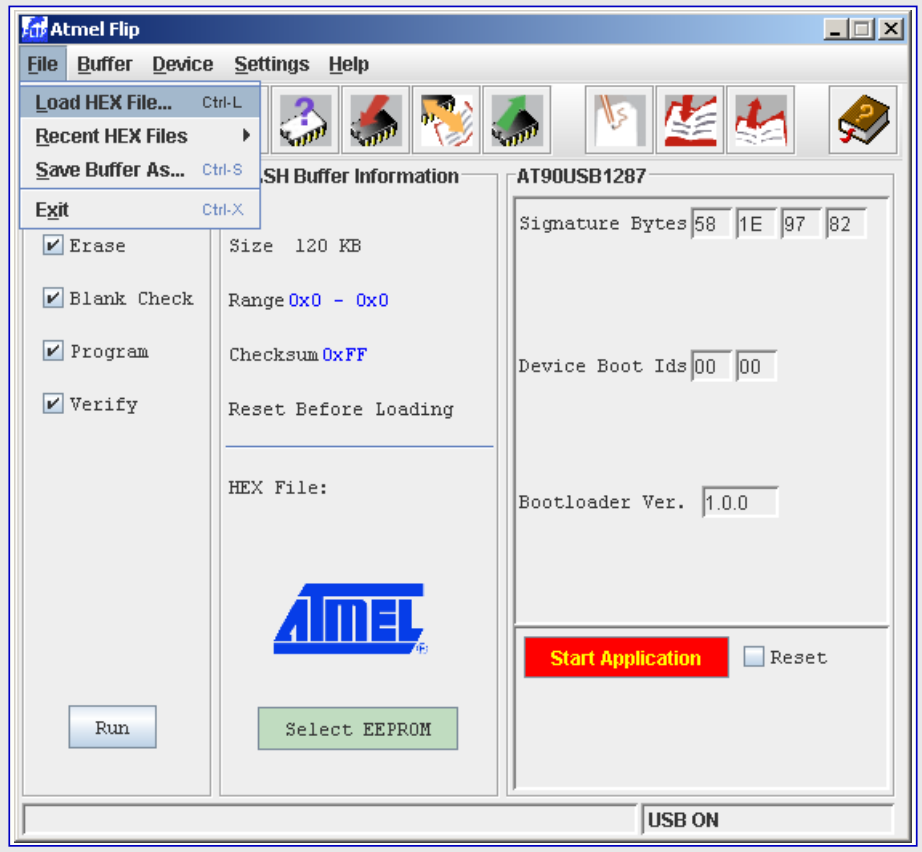 Atmel Flip
File Buffer Device Settings Help
Load HEX File... Ctrl-L
Recent HEX Files
Save Buffer As... Ctrl-S
Exit Ctrl-X
SH Buffer Information
AT90USB1287
Erase
Blank Check
Program
Verify
Run
Size 120 KB
Range 0x0 - 0x0
Checksum 0xFF
Reset Before Loading
HEX File:
ATMEL
Select EEPROM
Signature Bytes 58 1E 97 82
Device Boot Ids 00 00
Bootloader Ver. 1.0.0
Start Application Reset
USB ON